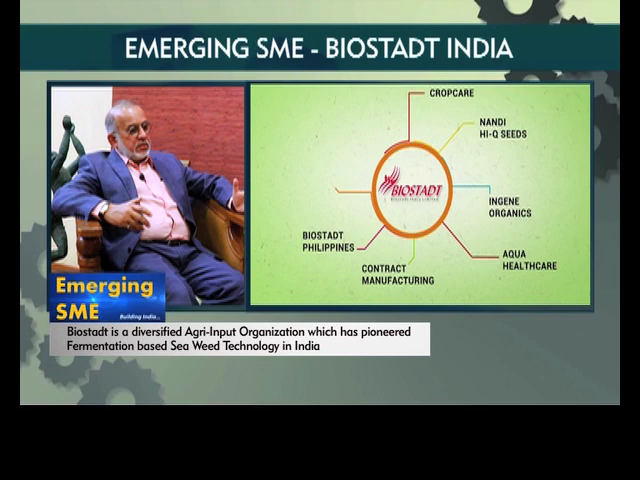 EMERGING SME - BIOSTADT INDIA
CROPCARE
NANDI
HI-Q SEEDS
BIOSTADT
INGENE
ORGANICS
BIOSTADT
PHILIPPINES
AQUA
HEALTHCARE
CONTRACT
MANUFACTURING
Emerging
SME
Building India...
Biostadt is a diversified Agri-Input Organization which has pioneered
Fermentation based Sea Weed Technology in India